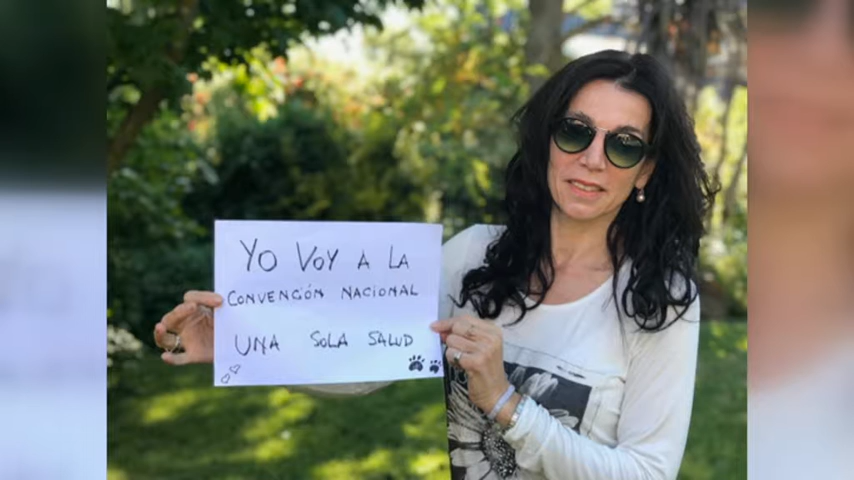 YO VOY A LA
CONVENCIÓN NACIONAL
UNA SOLA SALUD